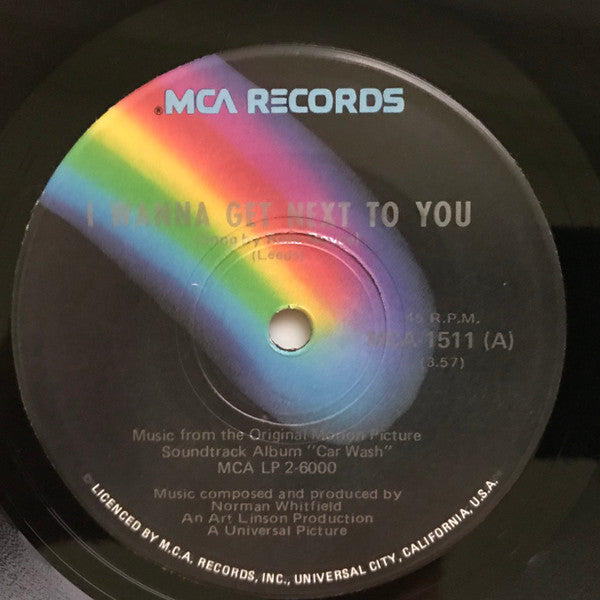 ® MCA RECORDS
I WANNA GET NEXT TO YOU
(Leeds)
45 R.P.M.
MCA 1511 (A)
(3.57)
Music from the Original Motion Picture
Soundtrack Album "Car Wash"
MCA LP 2-6000
Music composed and produced by
Norman Whitfield
An Art Linson Production
A Universal Picture
LICENCED BY M.C.A. RECORDS, INC., UNIVERSAL CITY, CALIFORNIA, U.S.A.